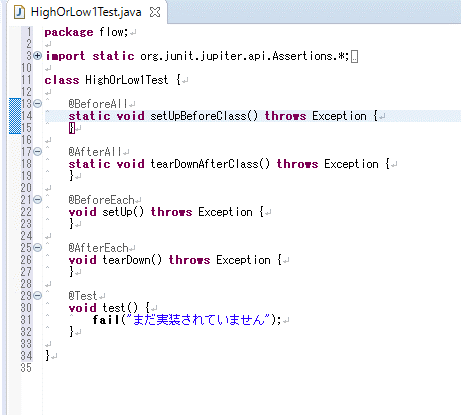 HighOrLow1Test.java
1 package flow;
2
3 import static org.junit.jupiter.api.Assertions.*;
10
11 class HighOrLow1Test {
12
13 @BeforeAll
14 static void setUpBeforeClass() throws Exception {
15 }
16
17 @AfterAll
18 static void tearDownAfterClass() throws Exception {
19 }
20
21 @BeforeEach
22 void setUp() throws Exception {
23 }
24
25 @AfterEach
26 void tearDown() throws Exception {
27 }
28
29 @Test
30 void test() {
31 fail("まだ実装されていません");
32 }
33
34 }
35